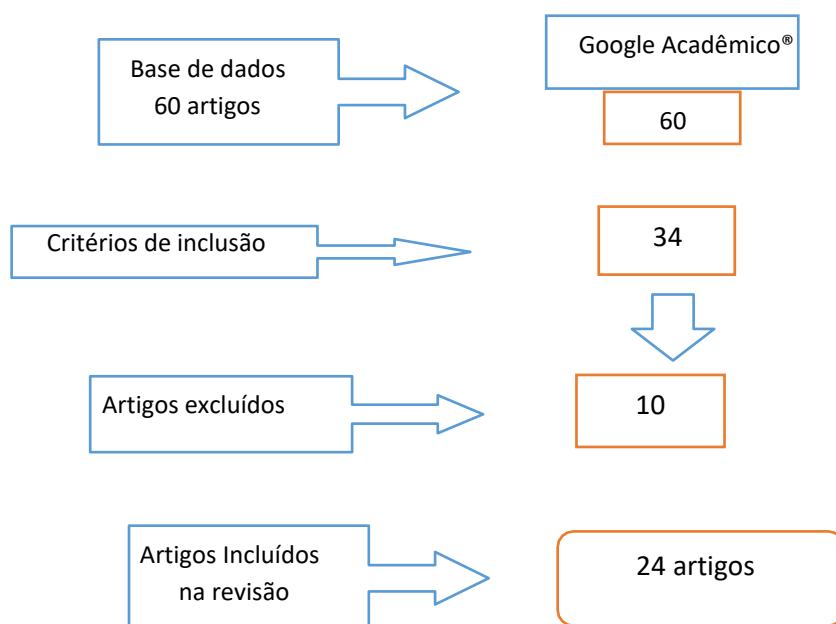 Base de dados
60 artigos
Google Acadêmico®
60
Critérios de inclusão
34
Artigos excluídos
10
Artigos Incluídos
na revisão
24 artigos